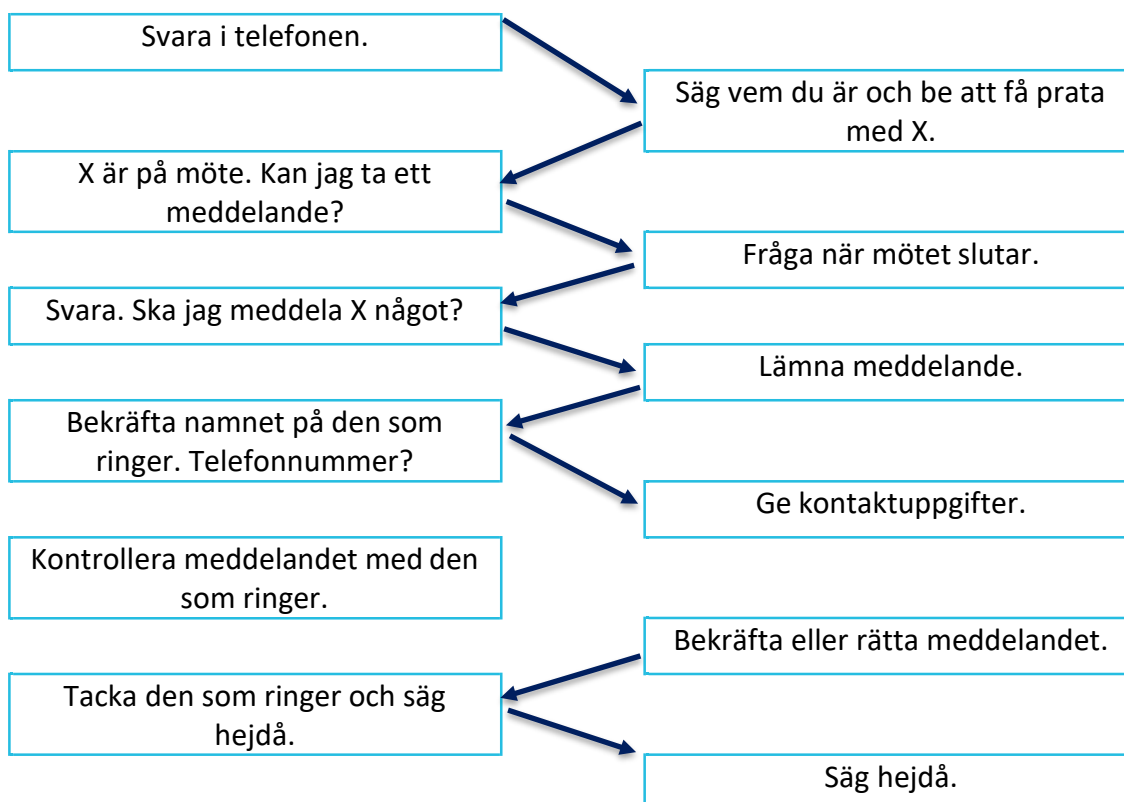 Svara i telefonen.
Säg vem du är och be att få prata
med X.
X är på möte. Kan jag ta ett
meddelande?
Fråga när mötet slutar.
Svara. Ska jag meddela X något?
Lämna meddelande.
Bekräfta namnet på den som
ringer. Telefonnummer?
Ge kontaktuppgifter.
Kontrollera meddelandet med den
som ringer.
Bekräfta eller rätta meddelandet.
Tacka den som ringer och säg
hejdå.
Säg hejdå.